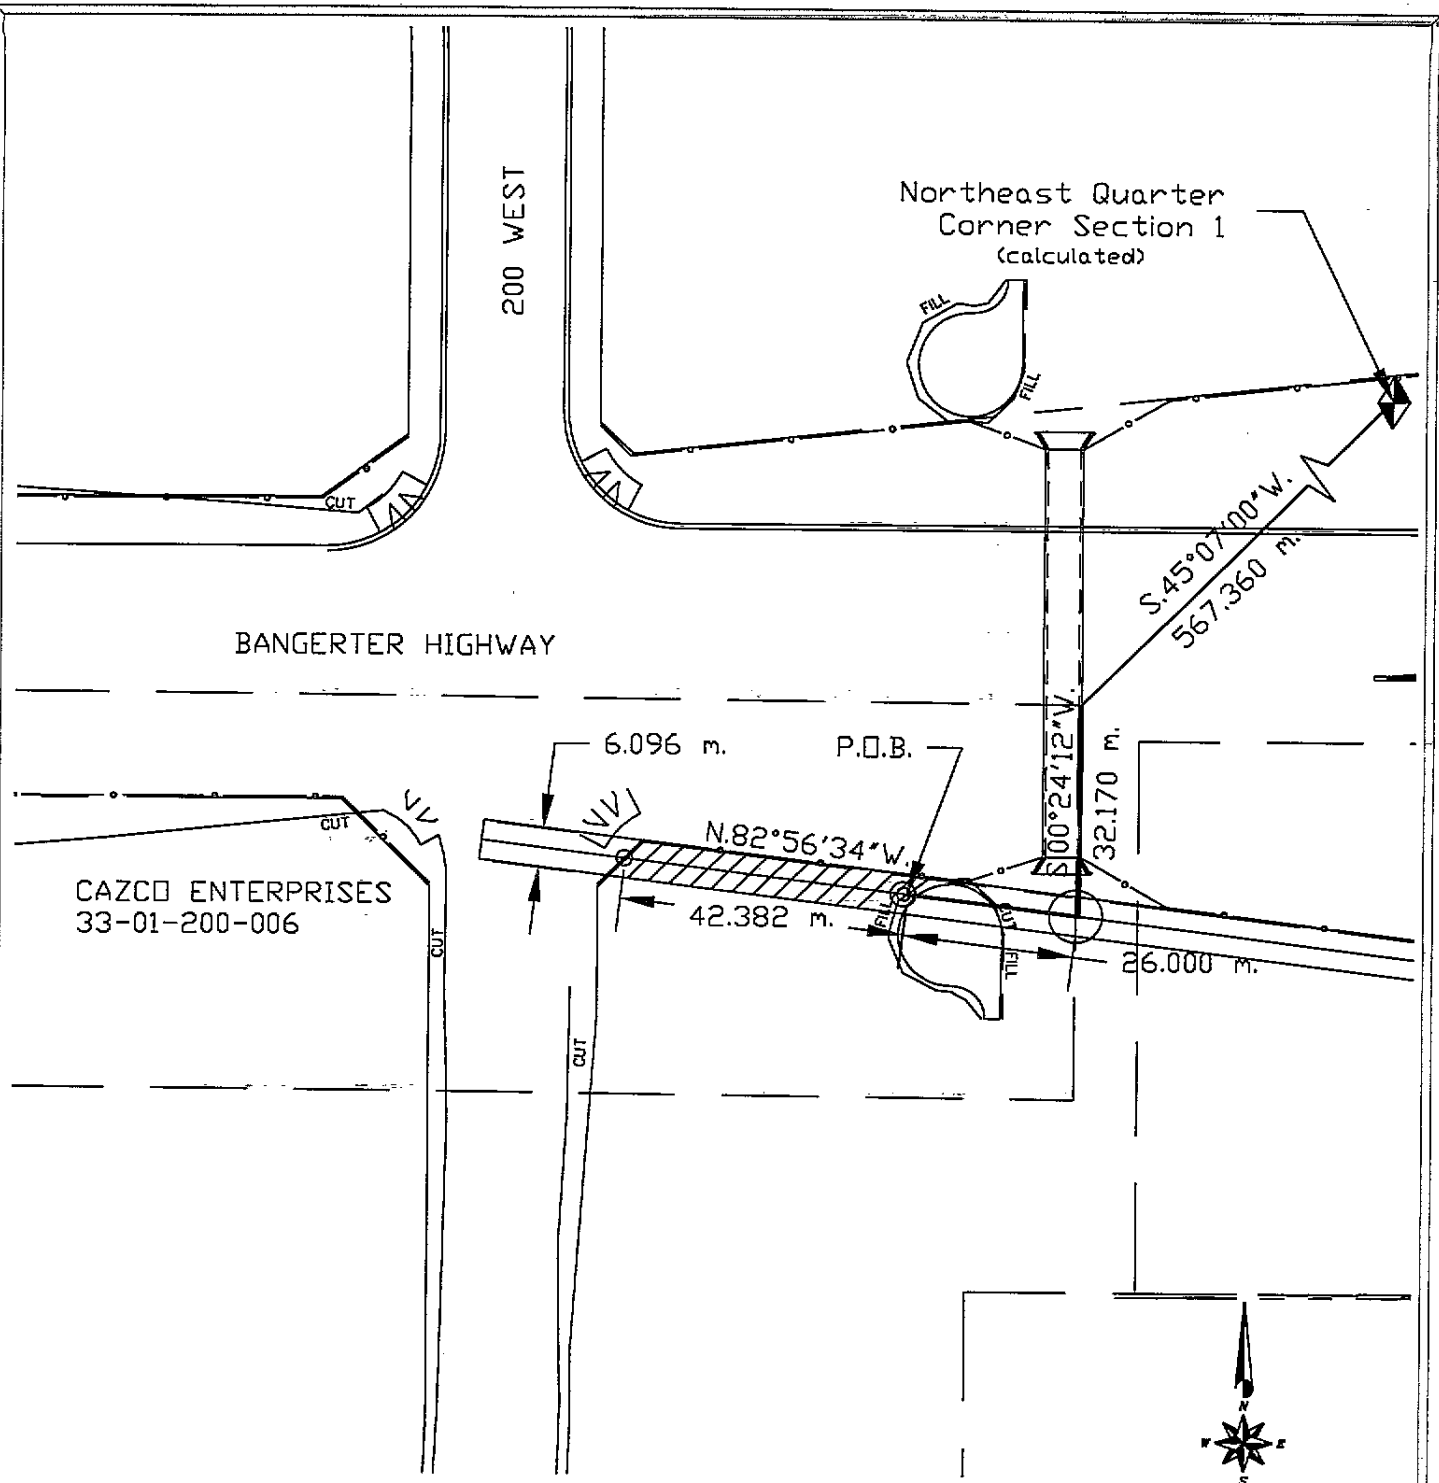 200 WEST
Northeast Quarter
Corner Section 1
(calculated)
FILL
FILL
CUT
S.45°07'00"W.
567.360 m.
BANGERTER HIGHWAY
6.096 m.
P.O.B.
S.00°24'12"W.
32.170 m.
CUT
N.82°56'34"W.
CAZCO ENTERPRISES
33-01-200-006
42.382 m.
FILL
CUT
FILL
26.000 m.
CUT
CUT
N
W
E
S